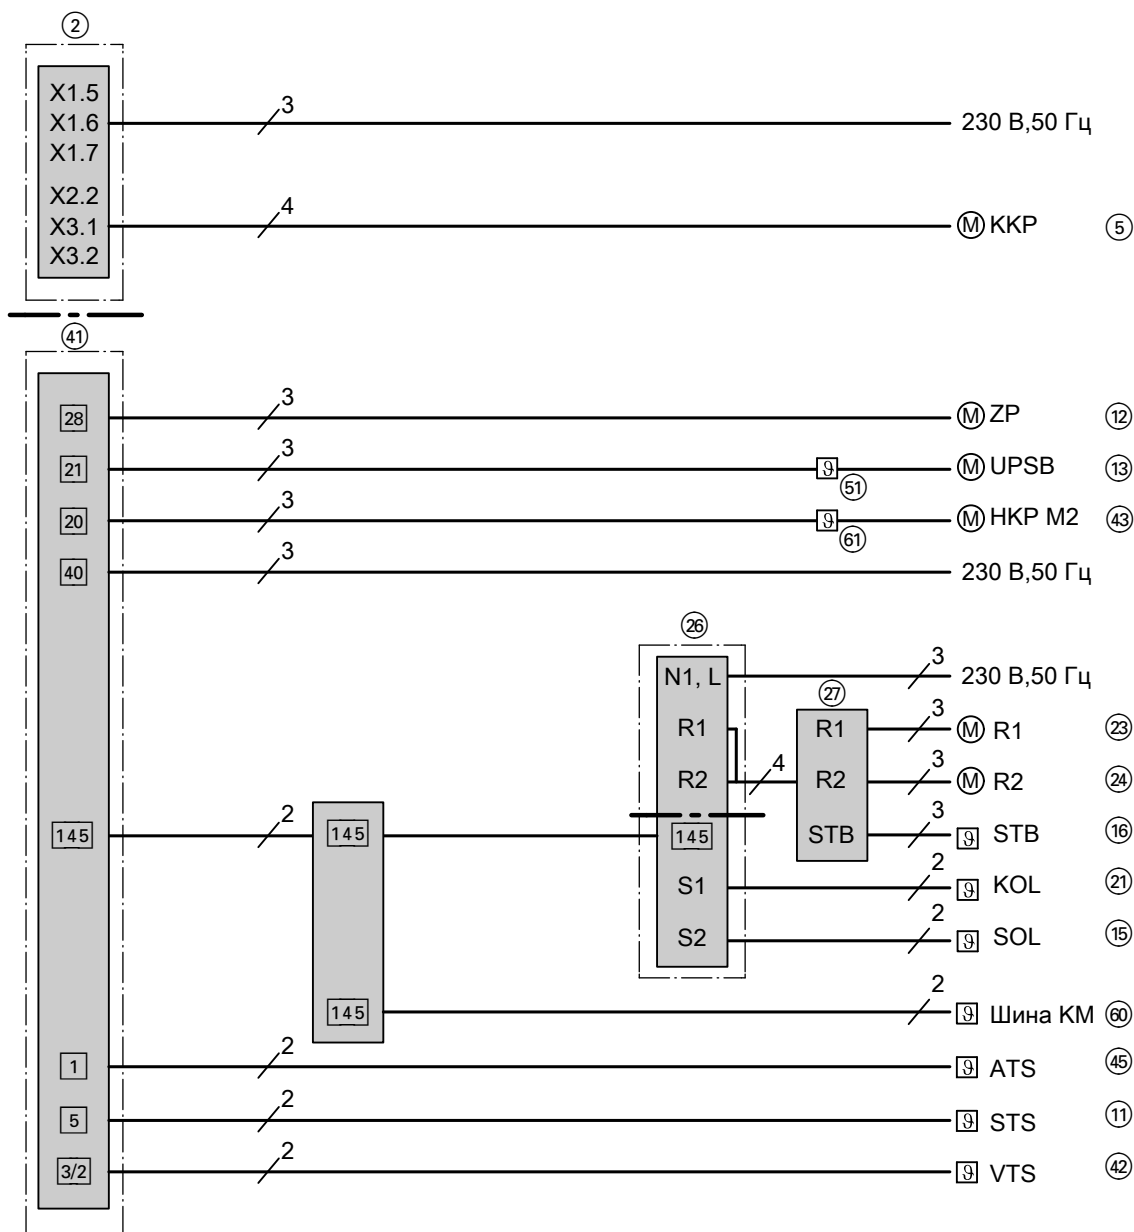 2
X1.5
3
X1.6
230 В,50 Гц
X1.7
X2.2
4
X3.1
M KKP 5
X3.2
41
3
28
M ZP 12
3
21 ϑ M UPSB 13
51
3
20 ϑ M HKP M2 43
61
3
40 230 В,50 Гц
26
3
N1, L 230 В,50 Гц
27
3
R1 R1 M R1 23
4 3
R2 R2 M R2 24
2 3
145 145 145 STB ϑ STB 16
2
S1 ϑ KOL 21
2
S2 ϑ SOL 15
2
145 ϑ Шина KM 60
2
1 ϑ ATS 45
2
5 ϑ STS 11
2
3/2 ϑ VTS 42